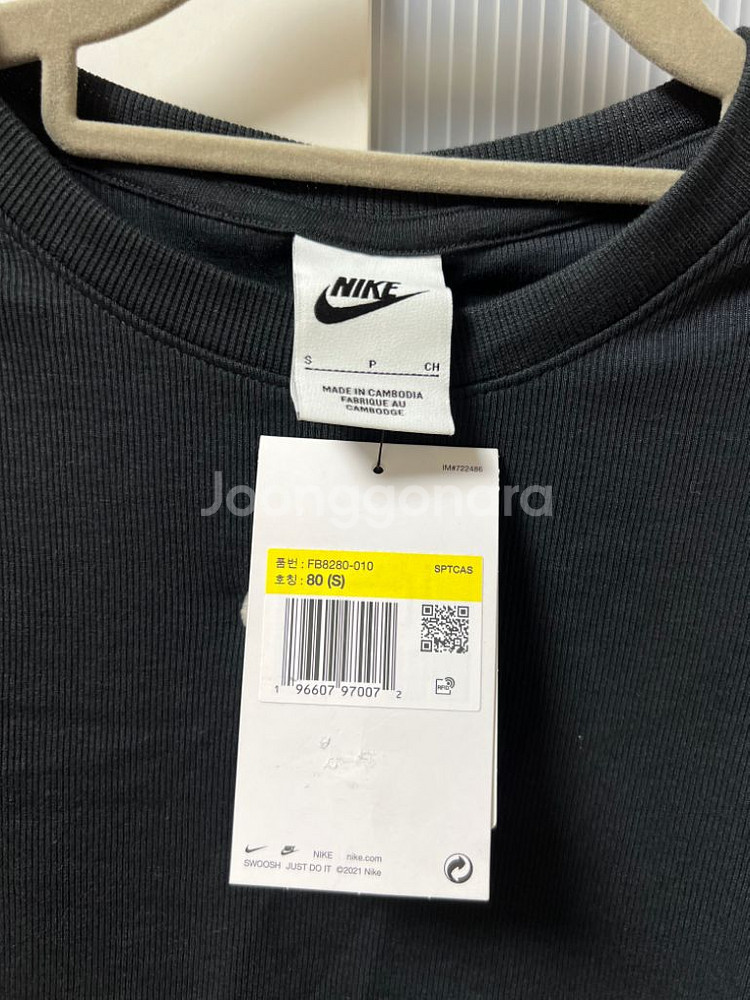 NIKE
S P CH
MADE IN CAMBODIA
FABRIQUE AU
CAMBODGE
IM#722486
Joonggonara
품번 : FB8280-010
SPTCAS
호칭 : 80 (S)
1 96607 97007 2
RFID
NIKE nike.com
SWOOSH JUST DO IT ©2021 Nike